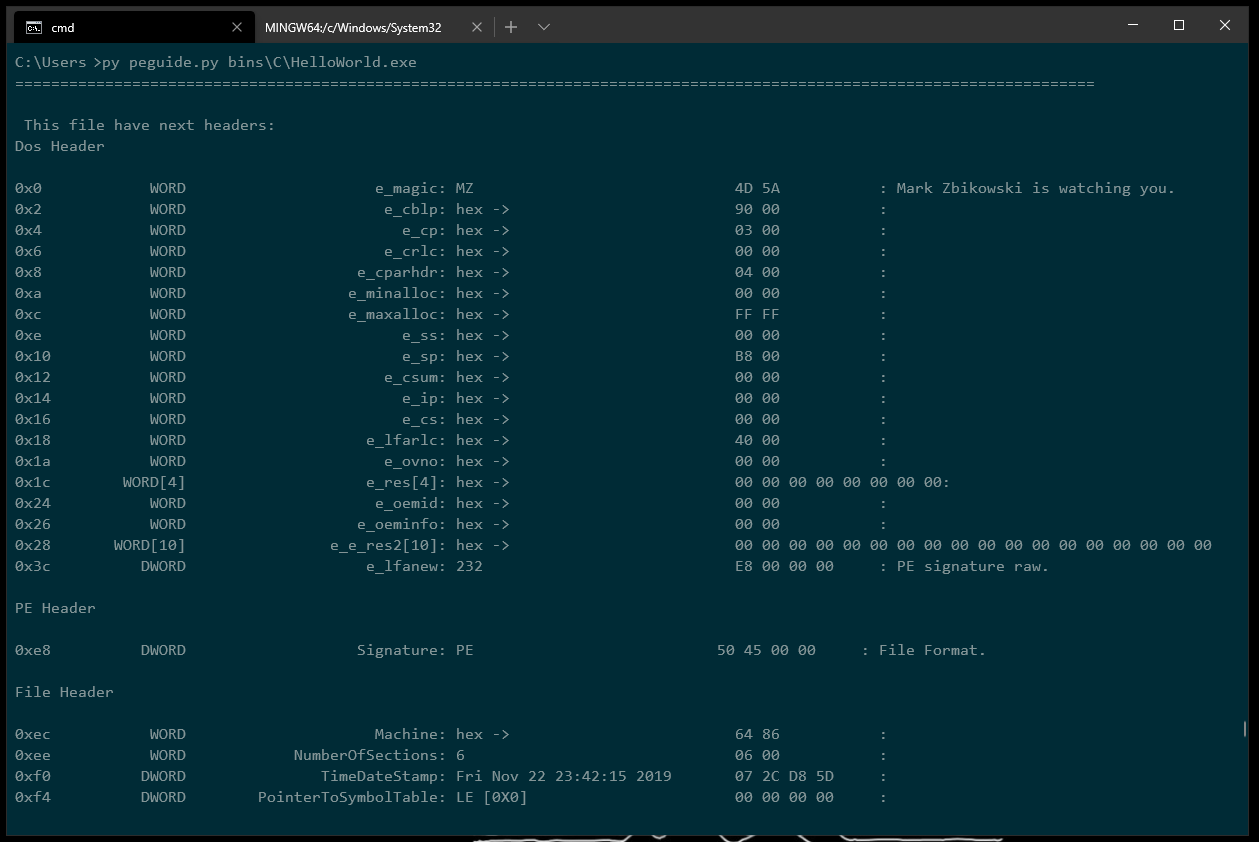 cmd MINGW64:/c/Windows/System32
C:\Users >py peguide.py bins\C\HelloWorld.exe
========================================================================================================================
This file have next headers:
Dos Header
0x0 WORD e_magic: MZ 4D 5A : Mark Zbikowski is watching you.
0x2 WORD e_cblp: hex -> 90 00 :
0x4 WORD e_cp: hex -> 03 00 :
0x6 WORD e_crlc: hex -> 00 00 :
0x8 WORD e_cparhdr: hex -> 04 00 :
0xa WORD e_minalloc: hex -> 00 00 :
0xc WORD e_maxalloc: hex -> FF FF :
0xe WORD e_ss: hex -> 00 00 :
0x10 WORD e_sp: hex -> B8 00 :
0x12 WORD e_csum: hex -> 00 00 :
0x14 WORD e_ip: hex -> 00 00 :
0x16 WORD e_cs: hex -> 00 00 :
0x18 WORD e_lfarlc: hex -> 40 00 :
0x1a WORD e_ovno: hex -> 00 00 :
0x1c WORD[4] e_res[4]: hex -> 00 00 00 00 00 00 00 00:
0x24 WORD e_oemid: hex -> 00 00 :
0x26 WORD e_oeminfo: hex -> 00 00 :
0x28 WORD[10] e_e_res2[10]: hex -> 00 00 00 00 00 00 00 00 00 00 00 00 00 00 00 00 00 00
0x3c DWORD e_lfanew: 232 E8 00 00 00 : PE signature raw.
PE Header
0xe8 DWORD Signature: PE 50 45 00 00 : File Format.
File Header
0xec WORD Machine: hex -> 64 86 :
0xee WORD NumberOfSections: 6 06 00 :
0xf0 DWORD TimeDateStamp: Fri Nov 22 23:42:15 2019 07 2C D8 5D :
0xf4 DWORD PointerToSymbolTable: LE [0X0] 00 00 00 00 :